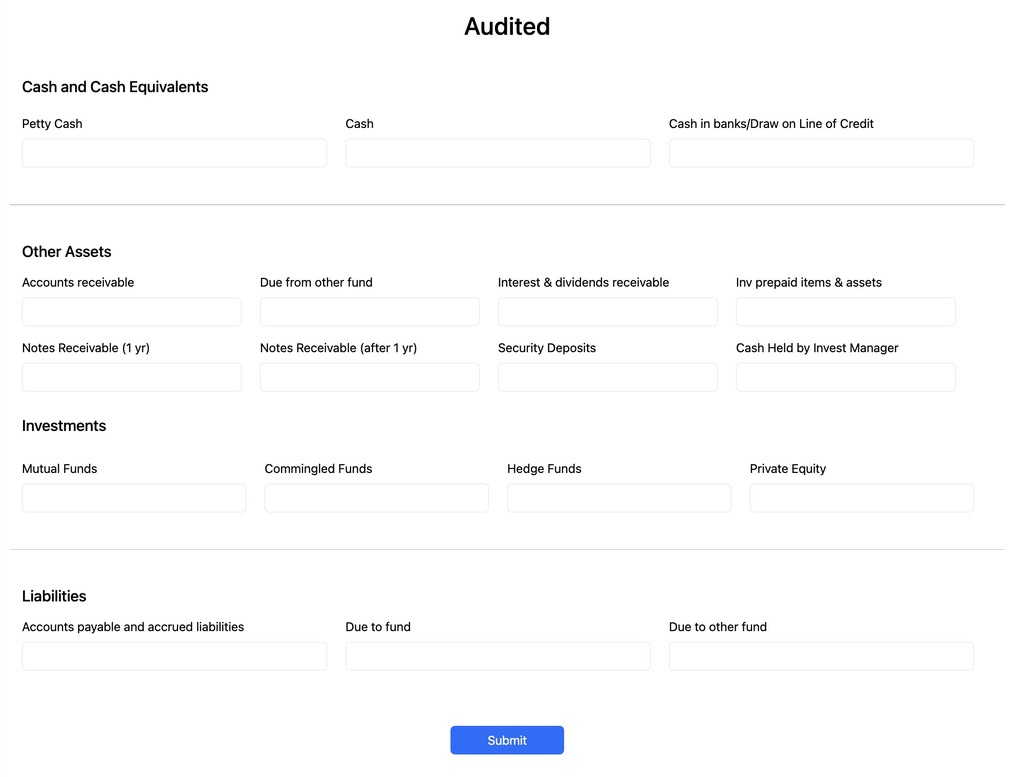 Audited
Cash and Cash Equivalents
Petty Cash
Cash
Cash in banks/Draw on Line of Credit
Other Assets
Accounts receivable
Due from other fund
Interest & dividends receivable
Inv prepaid items & assets
Notes Receivable (1 yr)
Notes Receivable (after 1 yr)
Security Deposits
Cash Held by Invest Manager
Investments
Mutual Funds
Commingled Funds
Hedge Funds
Private Equity
Liabilities
Accounts payable and accrued liabilities
Due to fund
Due to other fund
Submit